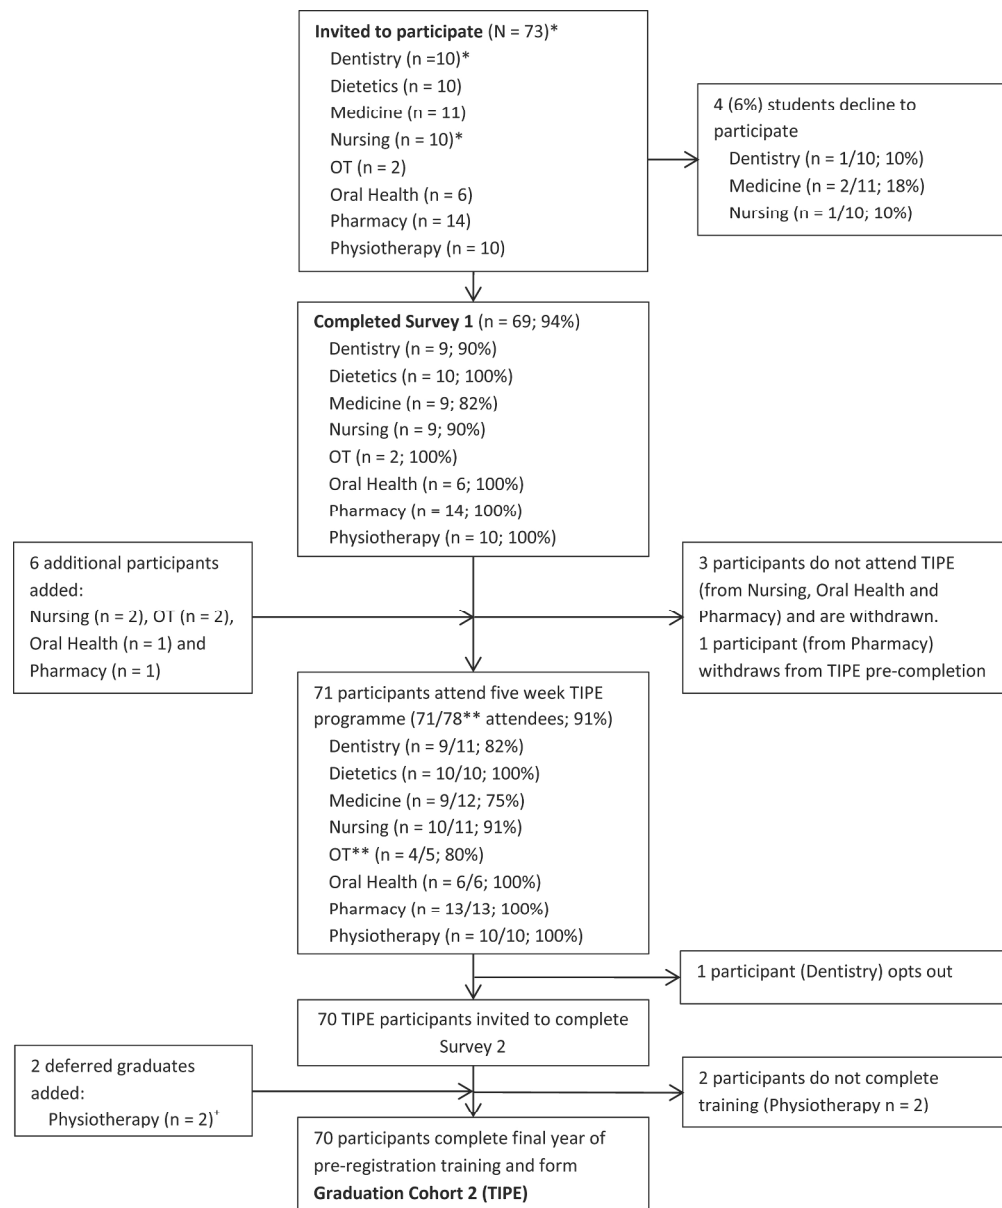 Invited to participate (N = 73)*
Dentistry (n =10)*
Dietetics (n = 10)
Medicine (n = 11)
Nursing (n = 10)*
OT (n = 2)
Oral Health (n = 6)
Pharmacy (n = 14)
Physiotherapy (n = 10)
4 (6%) students decline to
participate
Dentistry (n = 1/10; 10%)
Medicine (n = 2/11; 18%)
Nursing (n = 1/10; 10%)
Completed Survey 1 (n = 69; 94%)
Dentistry (n = 9; 90%)
Dietetics (n = 10; 100%)
Medicine (n = 9; 82%)
Nursing (n = 9; 90%)
OT (n = 2; 100%)
Oral Health (n = 6; 100%)
Pharmacy (n = 14; 100%)
Physiotherapy (n = 10; 100%)
6 additional participants
added:
Nursing (n = 2), OT (n = 2),
Oral Health (n = 1) and
Pharmacy (n = 1)
3 participants do not attend TIPE
(from Nursing, Oral Health and
Pharmacy) and are withdrawn.
1 participant (from Pharmacy)
withdraws from TIPE pre-completion
71 participants attend five week TIPE
programme (71/78** attendees; 91%)
Dentistry (n = 9/11; 82%)
Dietetics (n = 10/10; 100%)
Medicine (n = 9/12; 75%)
Nursing (n = 10/11; 91%)
OT** (n = 4/5; 80%)
Oral Health (n = 6/6; 100%)
Pharmacy (n = 13/13; 100%)
Physiotherapy (n = 10/10; 100%)
1 participant (Dentistry) opts out
70 TIPE participants invited to complete
Survey 2
2 deferred graduates
added:
Physiotherapy (n = 2)⁺
2 participants do not complete
training (Physiotherapy n = 2)
70 participants complete final year of
pre-registration training and form
Graduation Cohort 2 (TIPE)